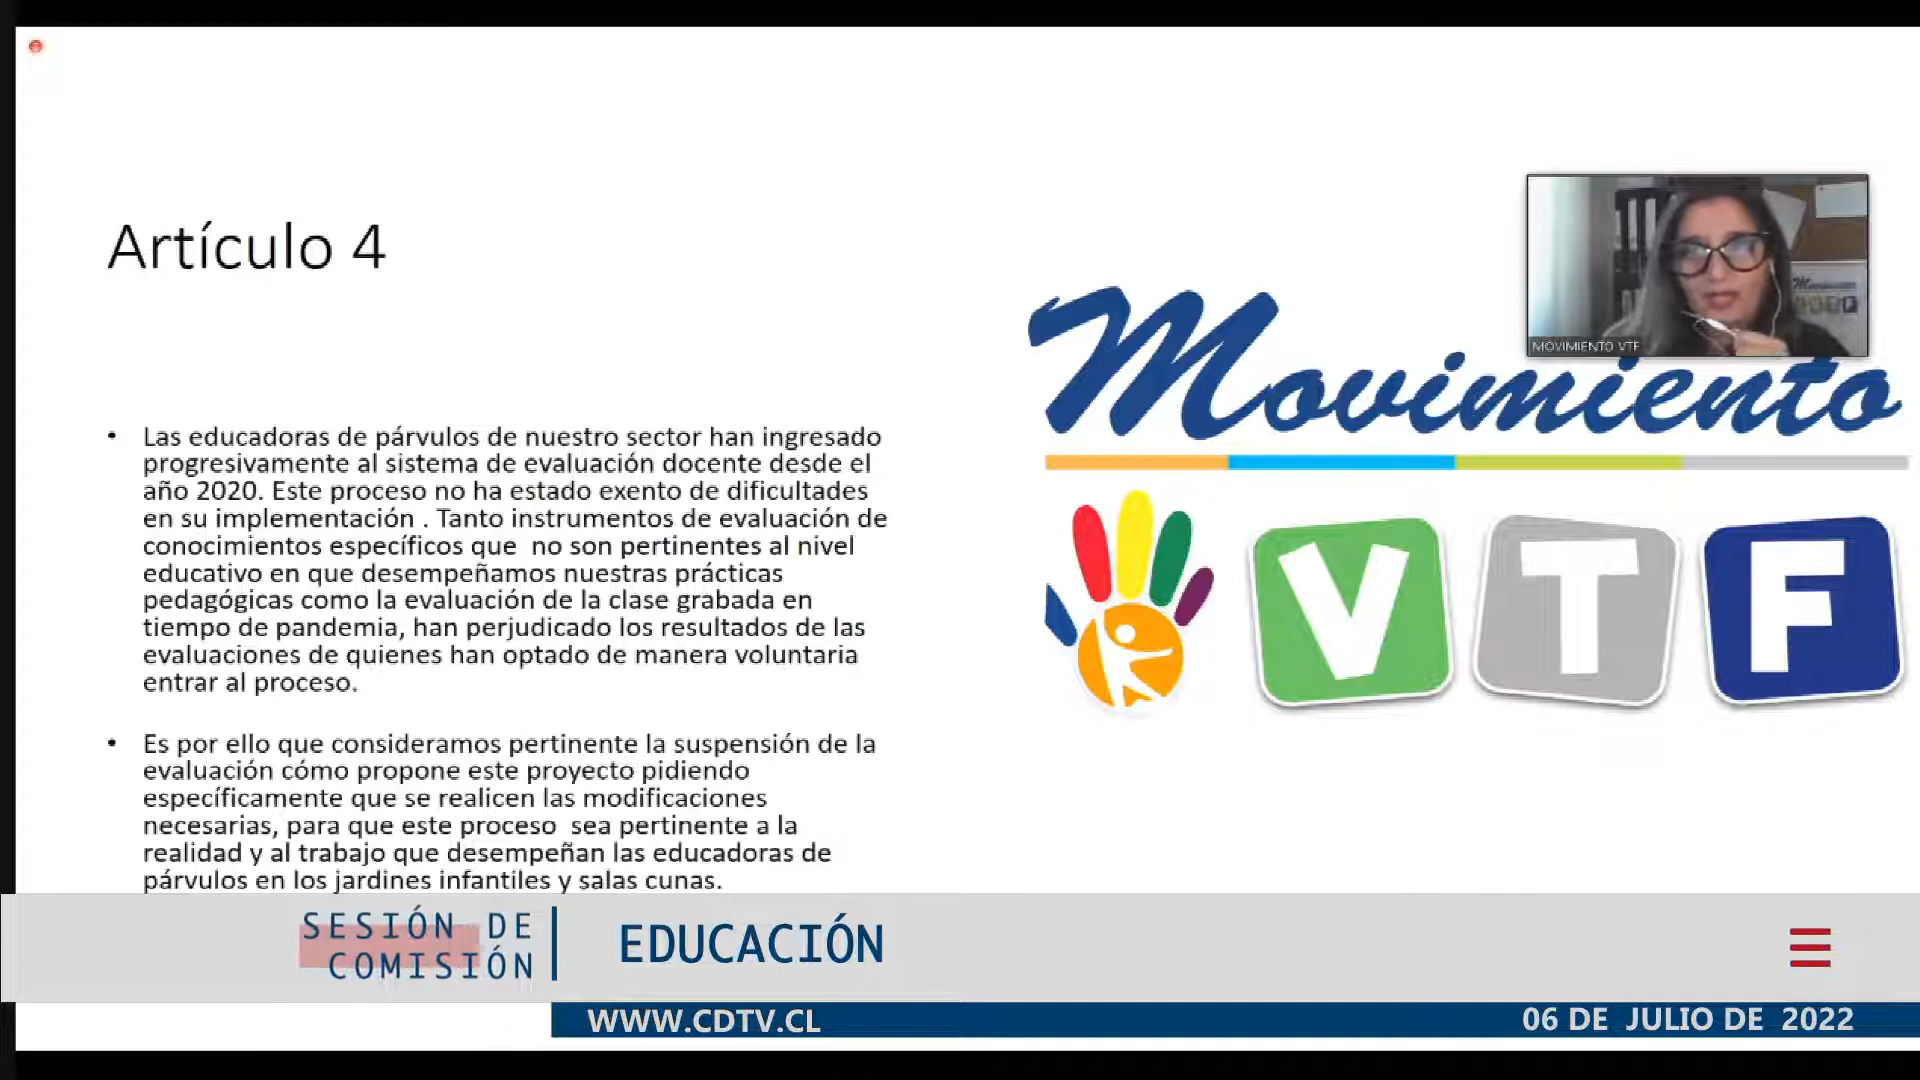 Artículo 4
• Las educadoras de párvulos de nuestro sector han ingresado
progresivamente al sistema de evaluación docente desde el
año 2020. Este proceso no ha estado exento de dificultades
en su implementación . Tanto instrumentos de evaluación de
conocimientos específicos que  no son pertinentes al nivel
educativo en que desempeñamos nuestras prácticas
pedagógicas como la evaluación de la clase grabada en
tiempo de pandemia, han perjudicado los resultados de las
evaluaciones de quienes han optado de manera voluntaria
entrar al proceso.
• Es por ello que consideramos pertinente la suspensión de la
evaluación cómo propone este proyecto pidiendo
específicamente que se realicen las modificaciones
necesarias, para que este proceso  sea pertinente a la
realidad y al trabajo que desempeñan las educadoras de
párvulos en los jardines infantiles y salas cunas.
MOVIMIENTO VTF
Movimiento
VTF
Movimiento
VTF
SESIÓN DE
COMISIÓN
EDUCACIÓN
WWW.CDTV.CL
06 DE JULIO DE 2022